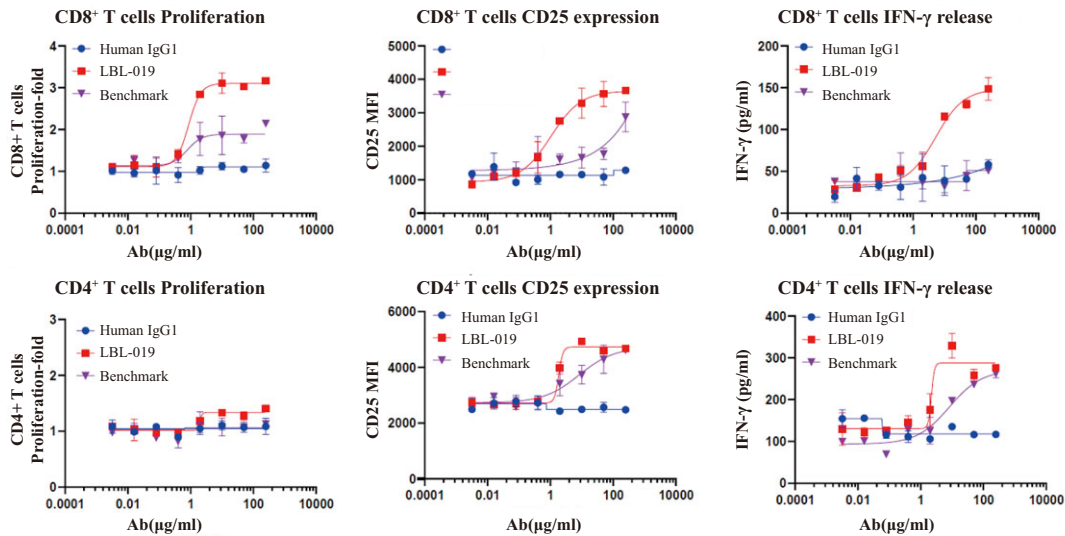 CD8⁺ T cells Proliferation
CD8+ T cells
Proliferation-fold
4
3
2
1
0
Human IgG1
LBL-019
Benchmark
0.0001 0.01 1 100 10000
Ab(μg/ml)
CD8⁺ T cells CD25 expression
CD25 MFI
5000
4000
3000
2000
1000
0
Human IgG1
LBL-019
Benchmark
0.0001 0.01 1 100 10000
Ab(μg/ml)
CD8⁺ T cells IFN-γ release
IFN-γ (pg/ml)
200
150
100
50
0
Human IgG1
LBL-019
Benchmark
0.0001 0.01 1 100 10000
Ab(μg/ml)
CD4⁺ T cells Proliferation
CD4+ T cells
Proliferation-fold
3
2
1
0
Human IgG1
LBL-019
Benchmark
0.0001 0.01 1 100 10000
Ab(μg/ml)
CD4⁺ T cells CD25 expression
CD25 MFI
6000
4000
2000
0
Human IgG1
LBL-019
Benchmark
0.0001 0.01 1 100 10000
Ab(μg/ml)
CD4⁺ T cells IFN-γ release
IFN-γ (pg/ml)
400
300
200
100
0
Human IgG1
LBL-019
Benchmark
0.0001 0.01 1 100 10000
Ab(μg/ml)